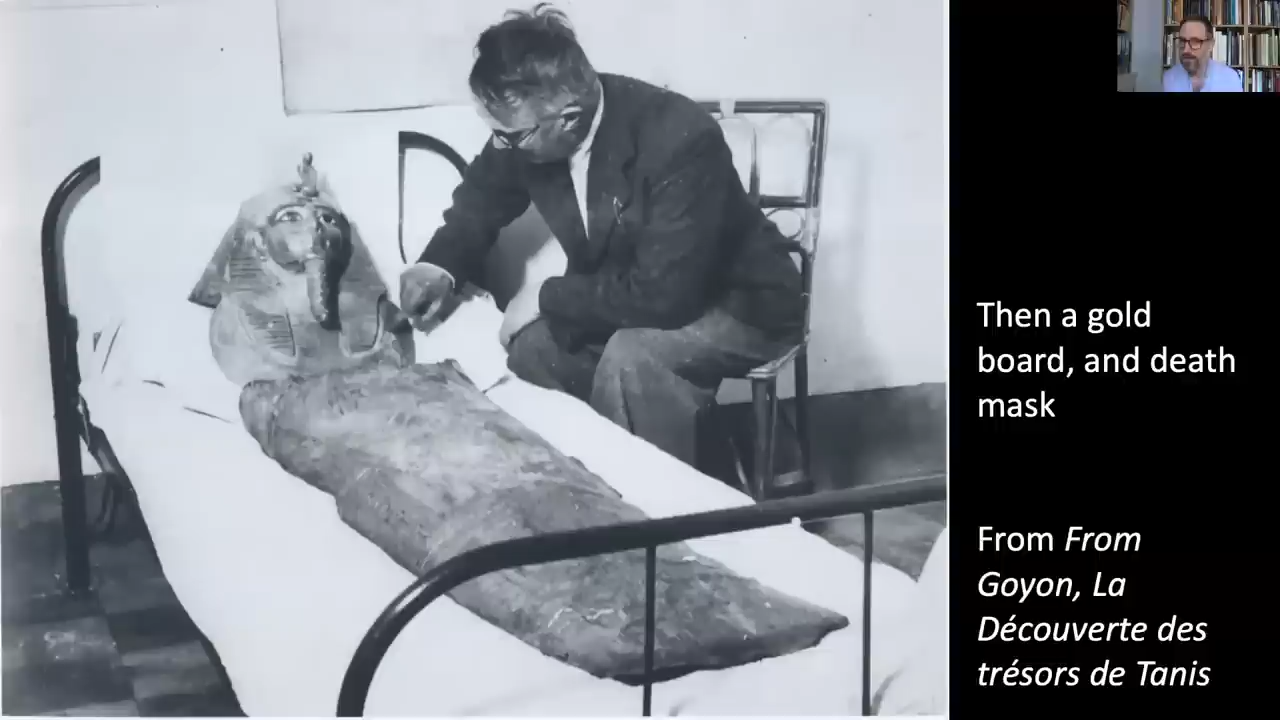 Then a gold
board, and death
mask
From From
Goyon, La
Découverte des
trésors de Tanis